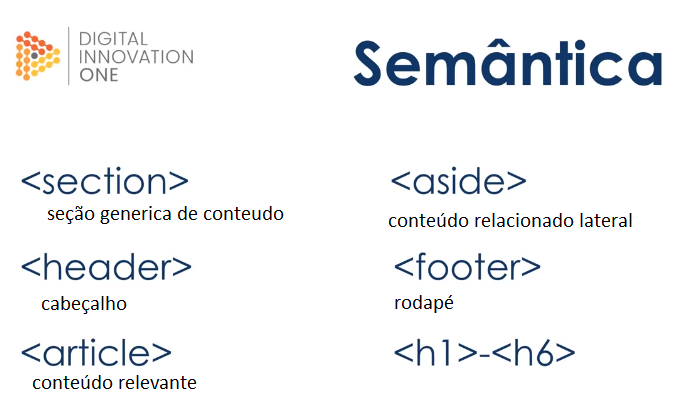 DIGITAL
INNOVATION
ONE
Semântica
<section>
seção generica de conteudo
<aside>
conteúdo relacionado lateral
<header>
cabeçalho
<footer>
rodapé
<article>
conteúdo relevante
<h1>-<h6>